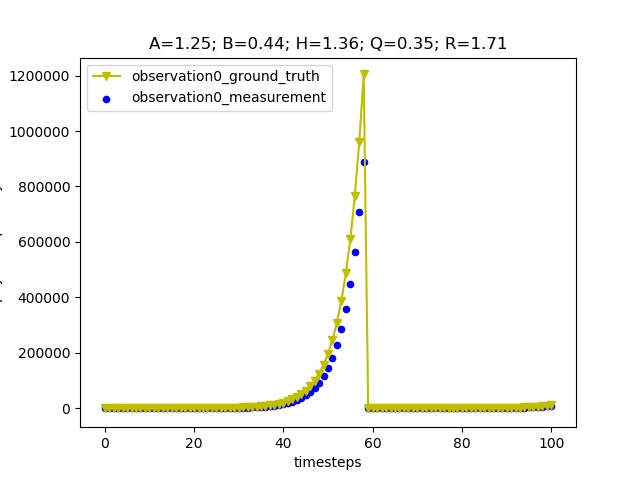 A=1.25; B=0.44; H=1.36; Q=0.35; R=1.71
observation0_ground_truth
observation0_measurement
1200000
1000000
800000
600000
400000
200000
0
0 20 40 60 80 100
timesteps